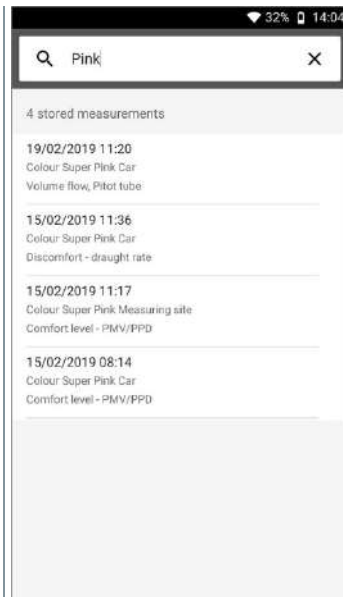 32% 14:04
Pink
4 stored measurements
19/02/2019 11:20
Colour Super Pink Car
Volume flow, Pitot tube
15/02/2019 11:36
Colour Super Pink Car
Discomfort - draught rate
15/02/2019 11:17
Colour Super Pink Measuring site
Comfort level - PMV/PPD
15/02/2019 08:14
Colour Super Pink Car
Comfort level - PMV/PPD